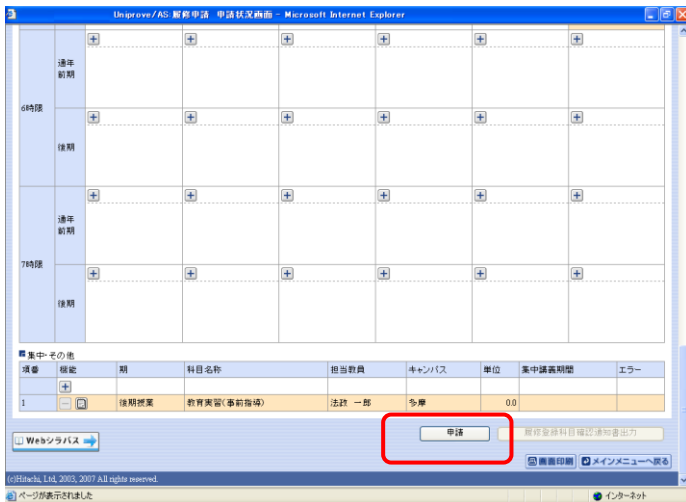 Uniprove/AS 履修申請 申請状況画面 - Microsoft Internet Explorer
6時限
通年
前期
後期
7時限
通年
前期
後期
集中・その他
項番 機能 期 科目名称 担当教員 キャンパス 単位 集中講義期間 エラー
1 後期授業 教育実習(事前指導) 法政 一郎 多摩 0.0
Webシラバス 申請 履修登録科目確認通知書出力
画面印刷 メインメニューへ戻る
(c)Hitachi, Ltd, 2003, 2007 All rights reserved.
ページが表示されました インターネット